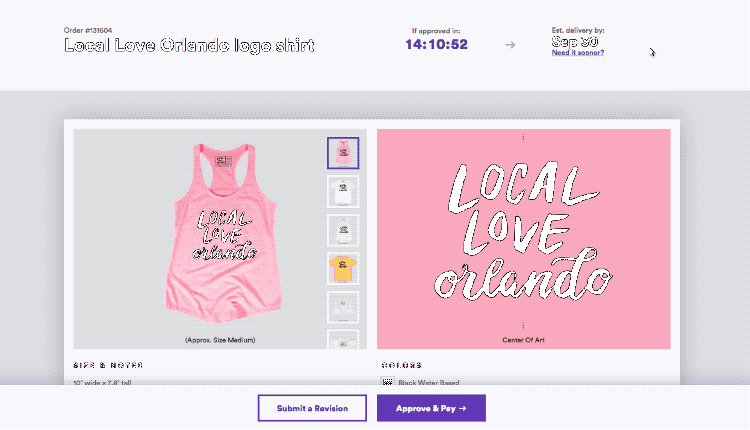 Order #131604
Local Love Orlando logo shirt
If approved in:
14:10:52
→
Est. delivery by:
Sep 30
Need it sooner?
LOCAL
LOVE
orlando
(Approx. Size Medium)
LOCAL
LOVE
orlando
Center Of Art
SIZE & NOTES
10" wide x 7.8" tall
COLORS
Black Water Based
Submit a Revision
Approve & Pay →